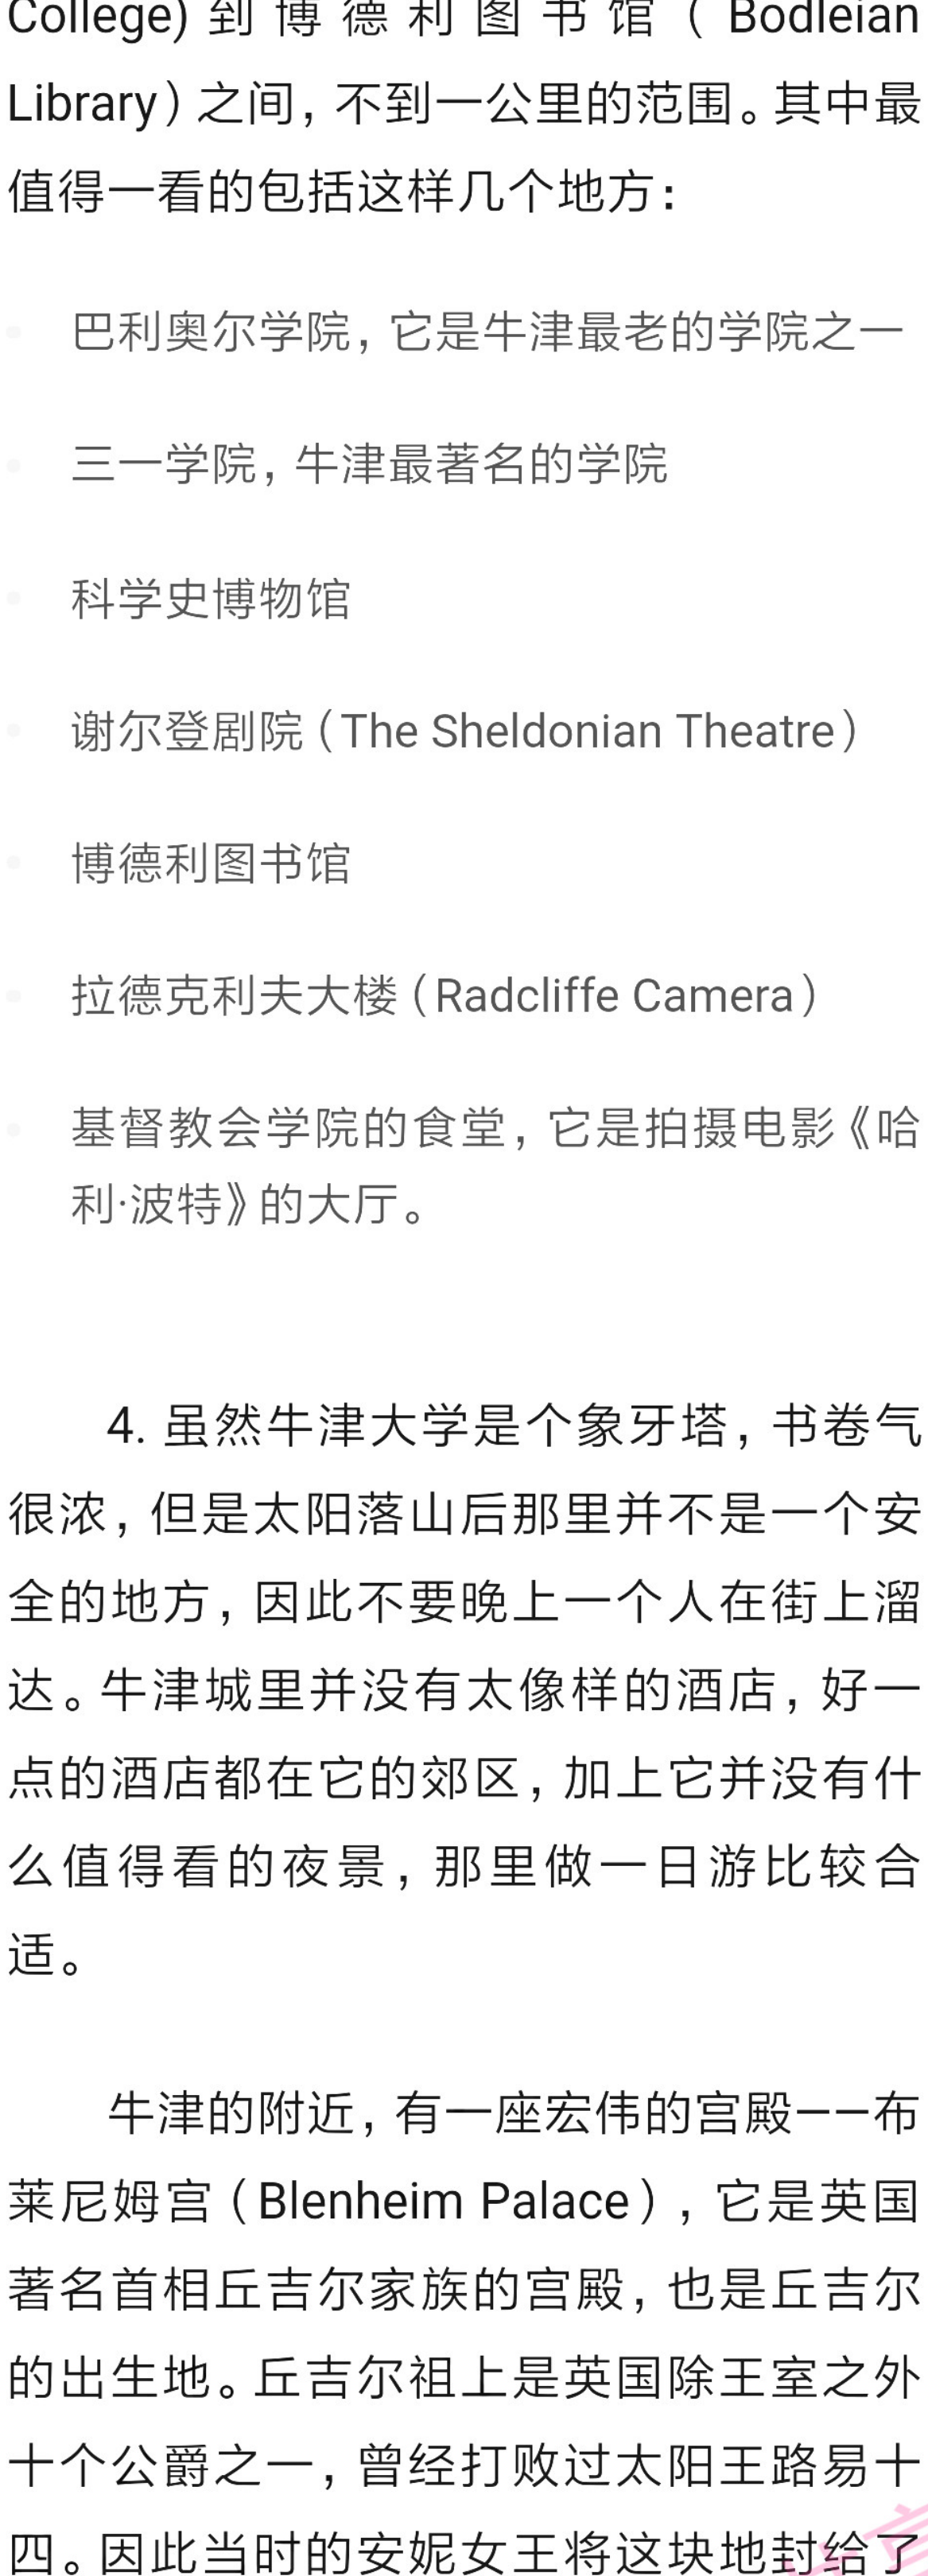 College) 到博德利图书馆（Bodleian
Library）之间，不到一公里的范围。其中最
值得一看的包括这样几个地方：
巴利奥尔学院，它是牛津最老的学院之一
三一学院，牛津最著名的学院
科学史博物馆
谢尔登剧院（The Sheldonian Theatre）
博德利图书馆
拉德克利夫大楼（Radcliffe Camera）
基督教会学院的食堂，它是拍摄电影《哈
利·波特》的大厅。
4. 虽然牛津大学是个象牙塔，书卷气
很浓，但是太阳落山后那里并不是一个安
全的地方，因此不要晚上一个人在街上溜
达。牛津城里并没有太像样的酒店，好一
点的酒店都在它的郊区，加上它并没有什
么值得看的夜景，那里做一日游比较合
适。
牛津的附近，有一座宏伟的宫殿——布
莱尼姆宫（Blenheim Palace），它是英国
著名首相丘吉尔家族的宫殿，也是丘吉尔
的出生地。丘吉尔祖上是英国除王室之外
十个公爵之一，曾经打败过太阳王路易十
四。因此当时的安妮女王将这块地封给了